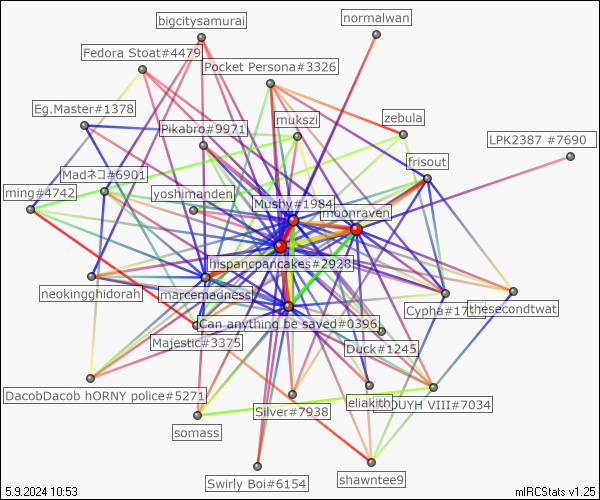 bigcitysamurai
normalwan
Fedora Stoat#4479
Pocket Persona#3326
Eg.Master#1378
mukszi
zebula
Pikabro#9971
LPK2387 #7690
frisout
Madネコ#6901
ming#4742
yoshimanden
Mushy#1984
moonraven
hispancpancakes#2928
neokingghidorah
marcemadness
Cypha#17
thesecondtwat
Can anything be saved#0396
Majestic#3375
Duck#1245
DacobDacob hORNY police#5271
Silver#7938
eliakith
OUYH VIII#7034
somass
Swirly Boi#6154
shawntee9
5.9.2024 10:53
mIRCStats v1.25